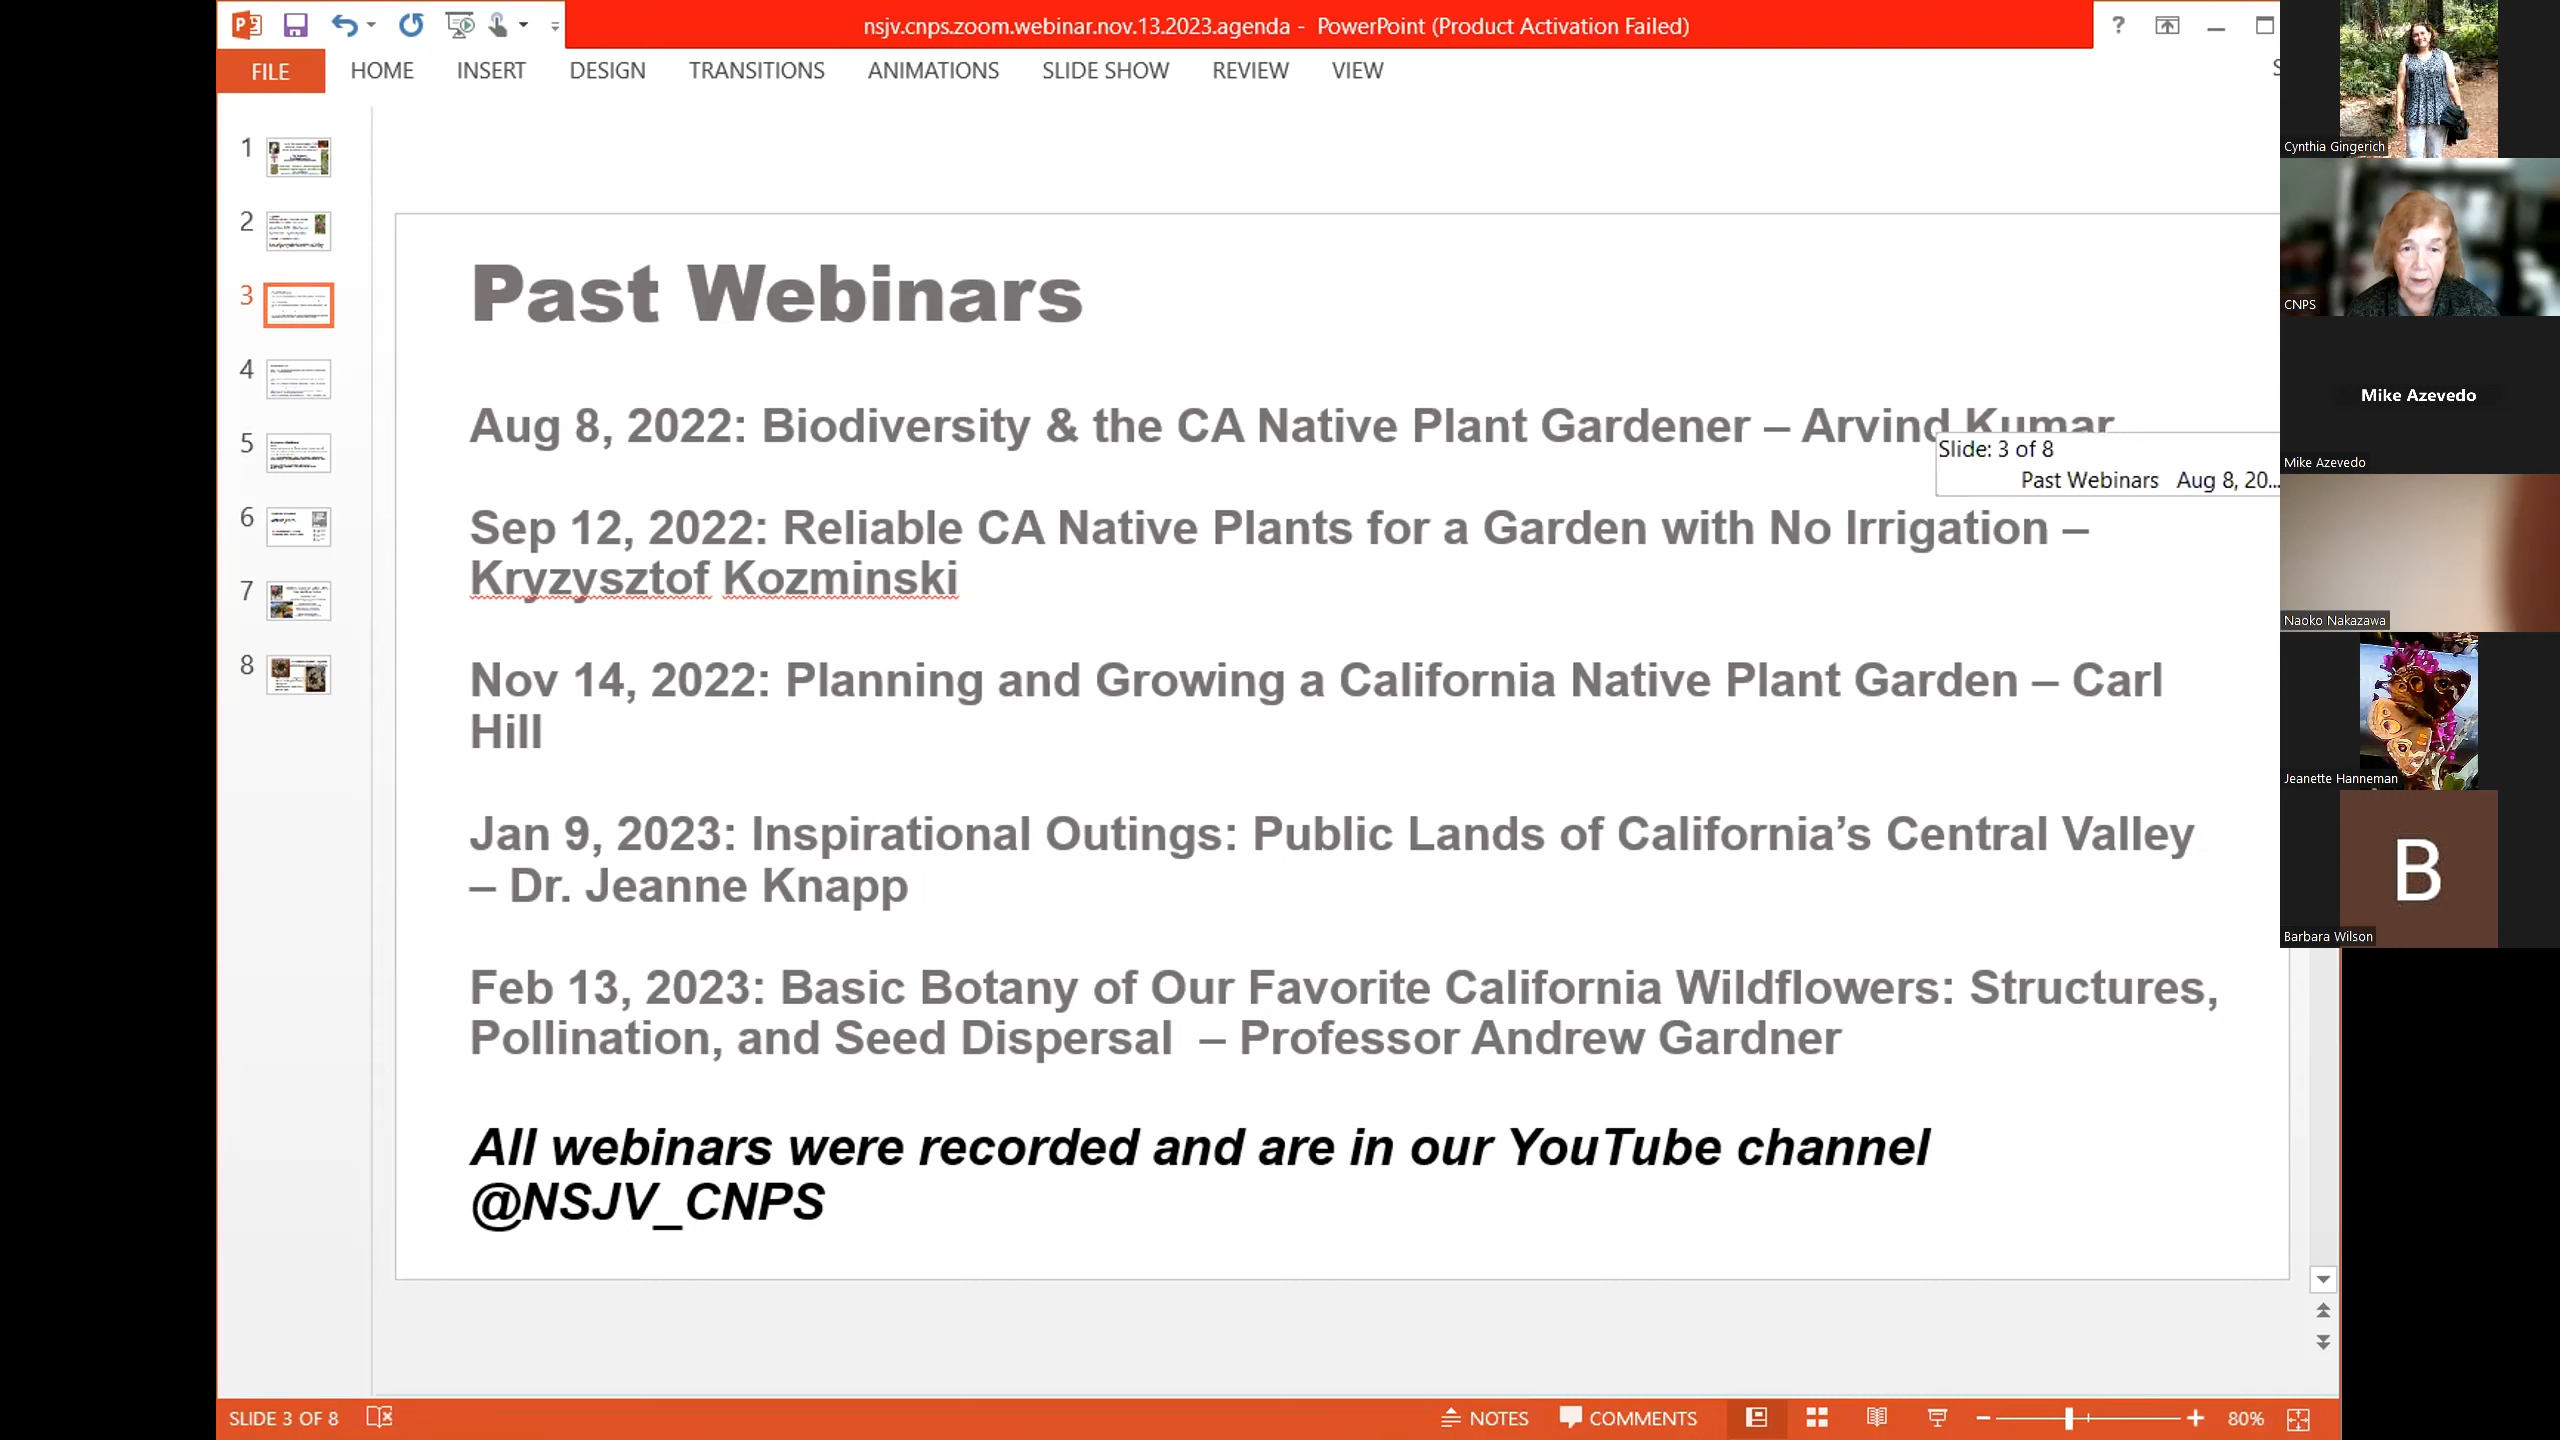 nsjv.cnps.zoom.webinar.nov.13.2023.agenda - PowerPoint (Product Activation Failed)
?
FILE HOME INSERT DESIGN TRANSITIONS ANIMATIONS SLIDE SHOW REVIEW VIEW
1
2
3
4
5
6
7
8
Past Webinars
Aug 8, 2022: Biodiversity & the CA Native Plant Gardener – Arvind Kumar
Slide: 3 of 8
Past Webinars Aug 8, 20...
Sep 12, 2022: Reliable CA Native Plants for a Garden with No Irrigation –
Kryzysztof Kozminski
Nov 14, 2022: Planning and Growing a California Native Plant Garden – Carl
Hill
Jan 9, 2023: Inspirational Outings: Public Lands of California’s Central Valley
– Dr. Jeanne Knapp
Feb 13, 2023: Basic Botany of Our Favorite California Wildflowers: Structures,
Pollination, and Seed Dispersal – Professor Andrew Gardner
All webinars were recorded and are in our YouTube channel
@NSJV_CNPS
SLIDE 3 OF 8
NOTES COMMENTS 80%
Cynthia Gingerich
CNPS
Mike Azevedo
Mike Azevedo
Naoko Nakazawa
Jeanette Hanneman
B
Barbara Wilson